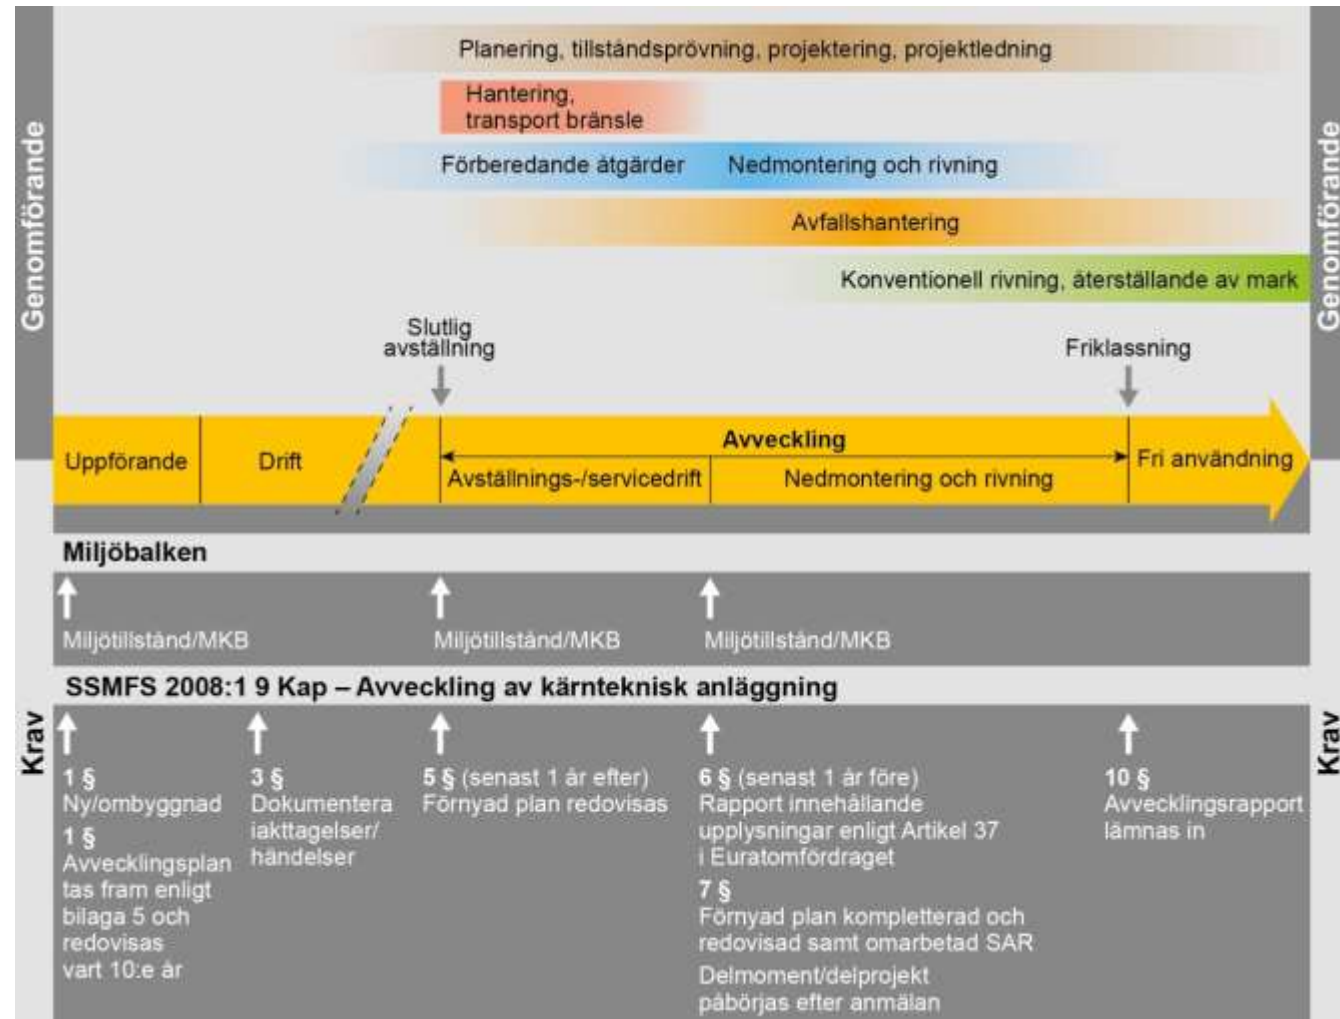 Genomförande
Genomförande
Planering, tillståndsprövning, projektering, projektledning
Hantering,
transport bränsle
Förberedande åtgärder
Nedmontering och rivning
Avfallshantering
Konventionell rivning, återställande av mark
Slutlig
avställning
Friklassning
Uppförande
Drift
Avveckling
Avställnings-/servicedrift
Nedmontering och rivning
Fri användning
Krav
Krav
Miljöbalken
Miljötillstånd/MKB
Miljötillstånd/MKB
Miljötillstånd/MKB
SSMFS 2008:1 9 Kap – Avveckling av kärnteknisk anläggning
1 §
Ny/ombyggnad
1 §
Avvecklingsplan
tas fram enligt
bilaga 5 och
redovisas
vart 10:e år
3 §
Dokumentera
iakttagelser/
händelser
5 § (senast 1 år efter)
Förnyad plan redovisas
6 § (senast 1 år före)
Rapport innehållande
upplysningar enligt Artikel 37
i Euratomfördraget
7 §
Förnyad plan kompletterad och
redovisad samt omarbetad SAR
Delmoment/delprojekt
påbörjas efter anmälan
10 §
Avvecklingsrapport
lämnas in